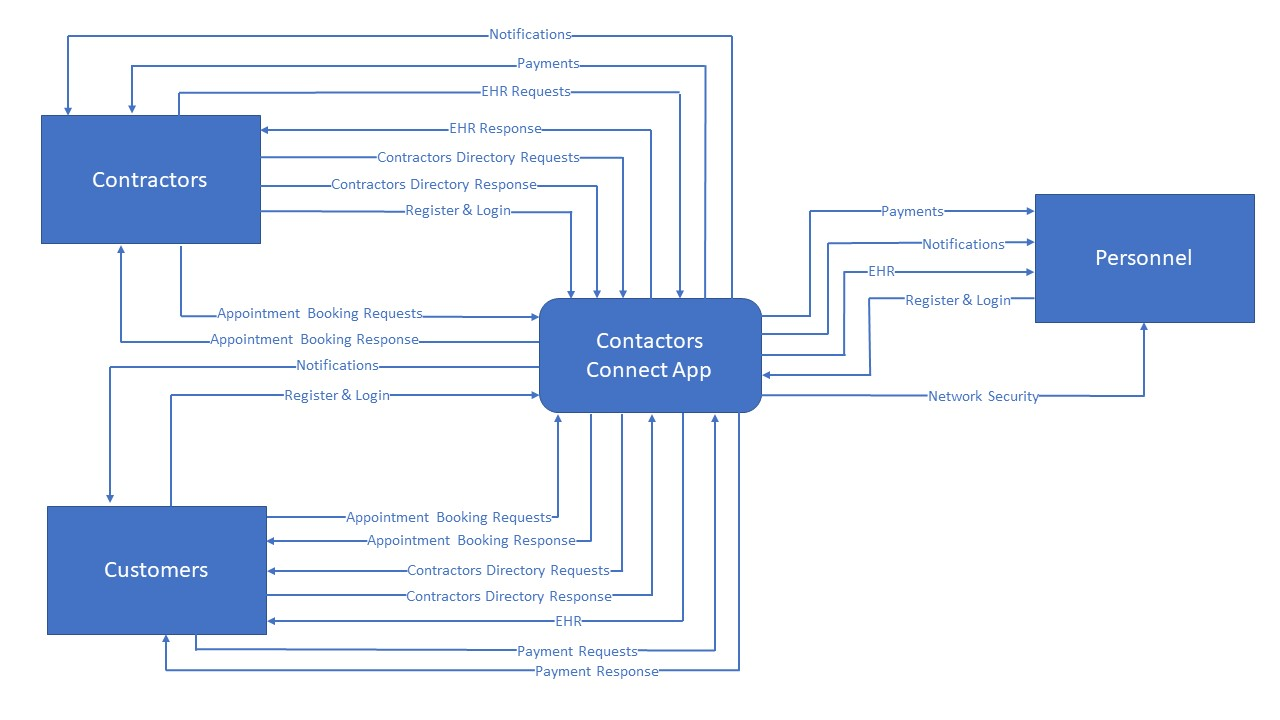 Notifications
Payments
EHR Requests
EHR Response
Contractors Directory Requests
Contractors Directory Response
Register & Login
Contractors
Appointment Booking Requests
Appointment Booking Response
Notifications
Register & Login
Contactors
Connect App
Payments
Notifications
EHR
Register & Login
Network Security
Personnel
Customers
Appointment Booking Requests
Appointment Booking Response
Contractors Directory Requests
Contractors Directory Response
EHR
Payment Requests
Payment Response